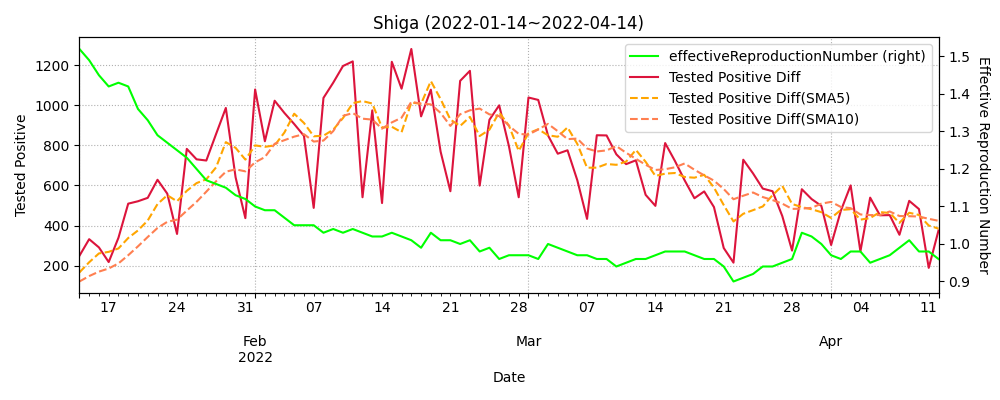 Shiga (2022-01-14~2022-04-14)
effectiveReproductionNumber (right)
Tested Positive Diff
Tested Positive Diff(SMA5)
Tested Positive Diff(SMA10)
Tested Positive
1200
1000
800
600
400
200
Effective Reproduction Number
1.5
1.4
1.3
1.2
1.1
1.0
0.9
17 24 31 07 14 21 28 07 14 21 28 04 11
Feb Mar Apr
2022
Date